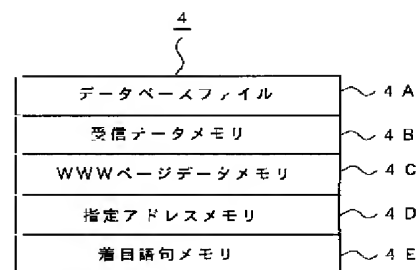 4
データベースファイル 4A
受信データメモリ 4B
WWWページデータメモリ 4C
指定アドレスメモリ 4D
着目語句メモリ 4E